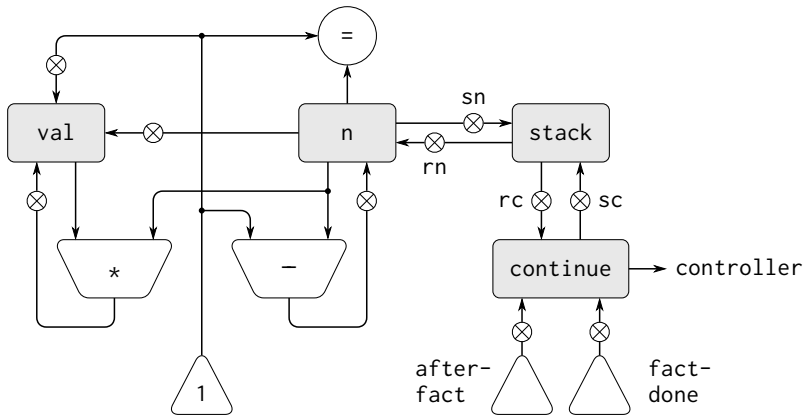 =
sn
val
n
stack
rn
rc
sc
*
–
continue
controller
after-
fact
fact-
done
1